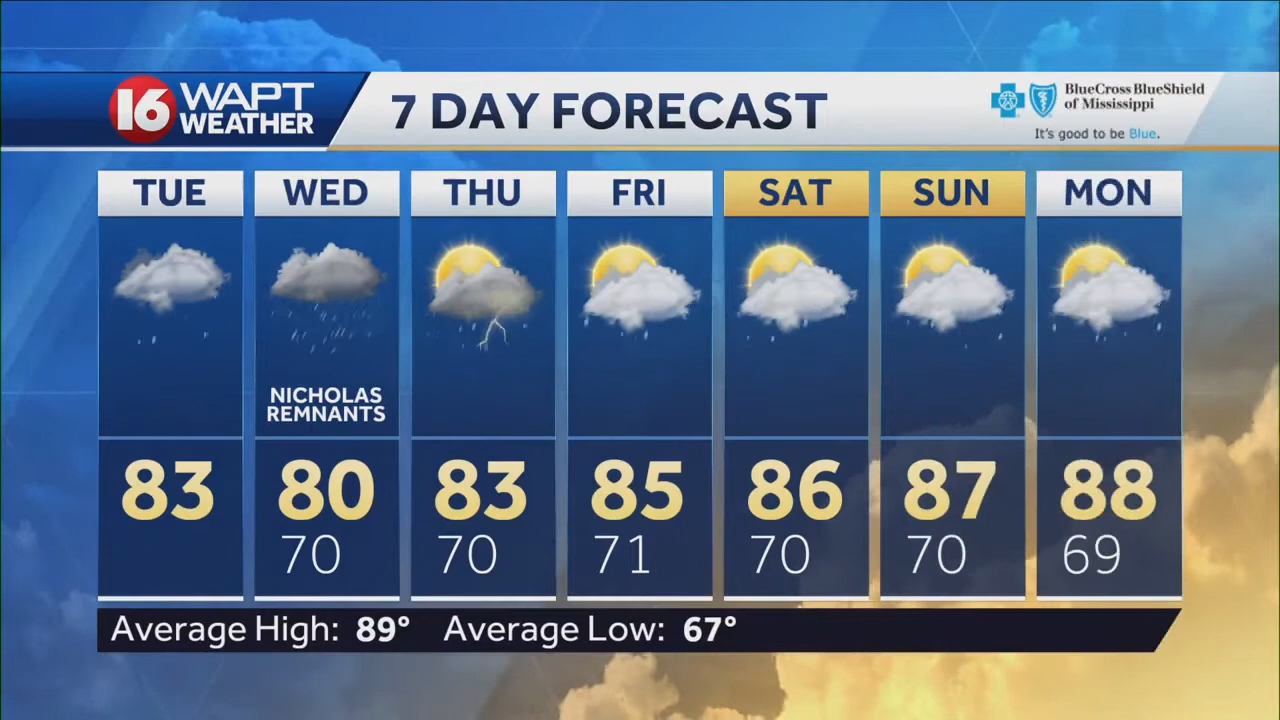 16 WAPT
WEATHER
7 DAY FORECAST
BlueCross BlueShield
of Mississippi
It's good to be Blue.
TUE WED THU FRI SAT SUN MON
NICHOLAS
REMNANTS
83 80 83 85 86 87 88
70 70 71 70 70 69
Average High: 89° Average Low: 67°